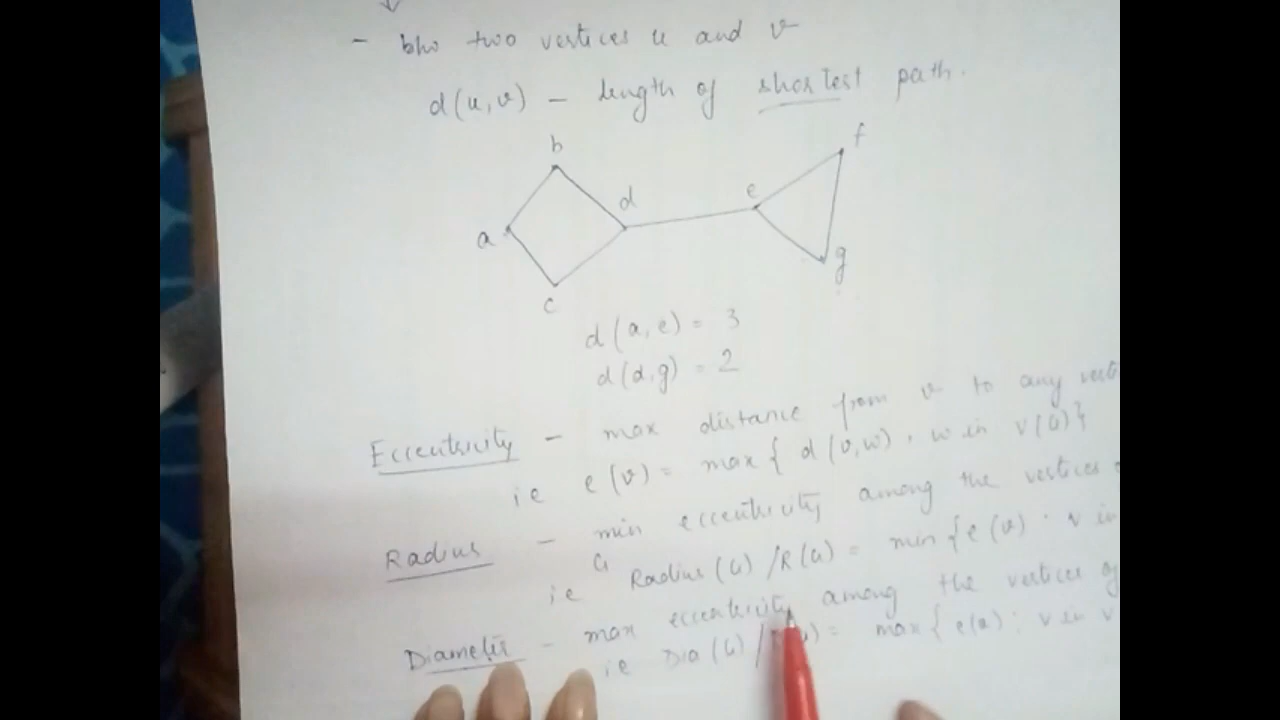 - b/w two vertices u and v
d(u,v) - length of shortest path.
b
f
d
e
a
g
c
d(a,e) = 3
d(d,g) = 2
Eccentricity - max distance from v to any verti
ie e(v) = max { d(v,w) : w in V(G)}
Radius - min eccentricity among the vertices o
G
ie Radius(G) / R(G) = min {e(v) : v in
Diameter - max eccentricity among the vertices of
ie Dia(G) / = max { e(v) : v in v